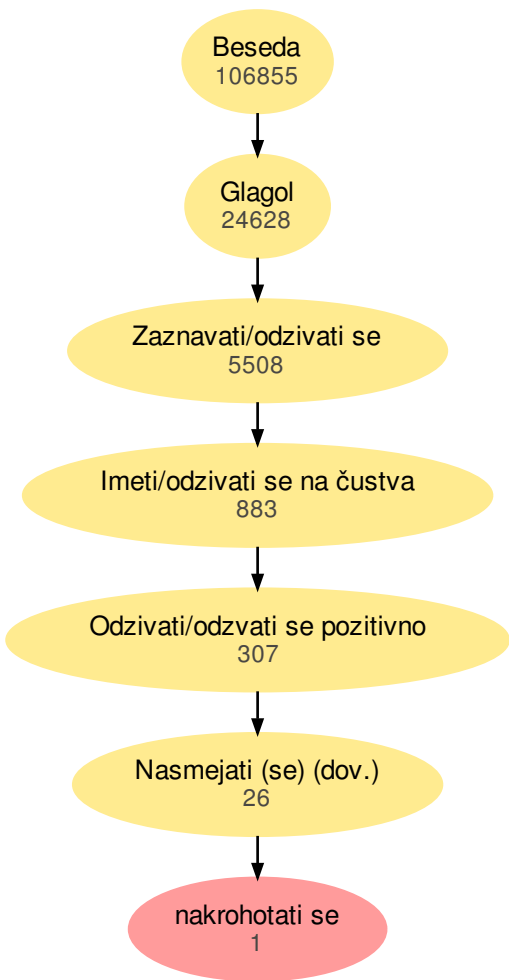 Beseda
106855
Glagol
24628
Zaznavati/odzivati se
5508
Imeti/odzivati se na čustva
883
Odzivati/odzvati se pozitivno
307
Nasmejati (se) (dov.)
26
nakrohotati se
1